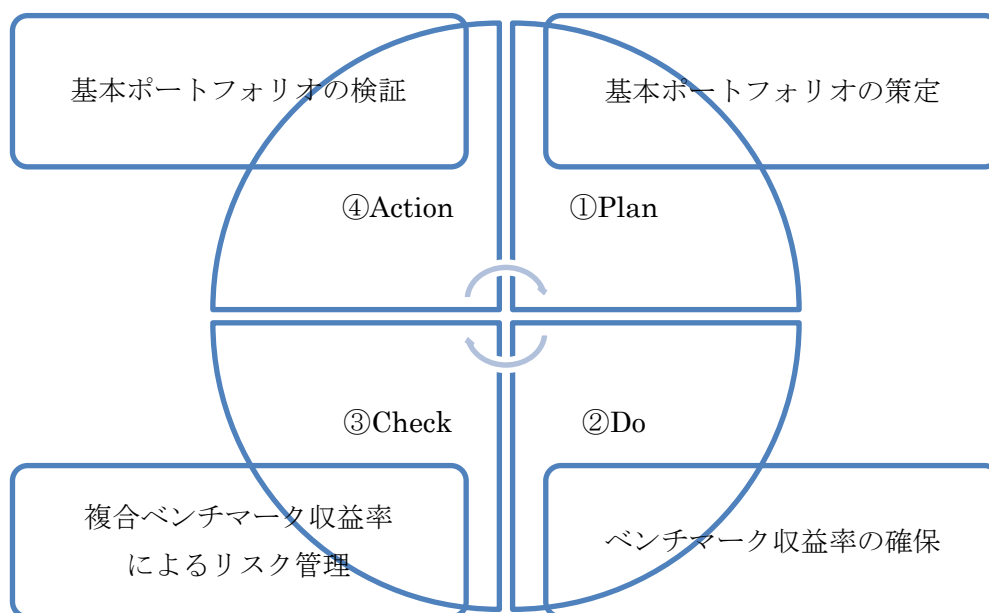 基本ポートフォリオの検証
基本ポートフォリオの策定
④Action
①Plan
③Check
②Do
複合ベンチマーク収益率
によるリスク管理
ベンチマーク収益率の確保